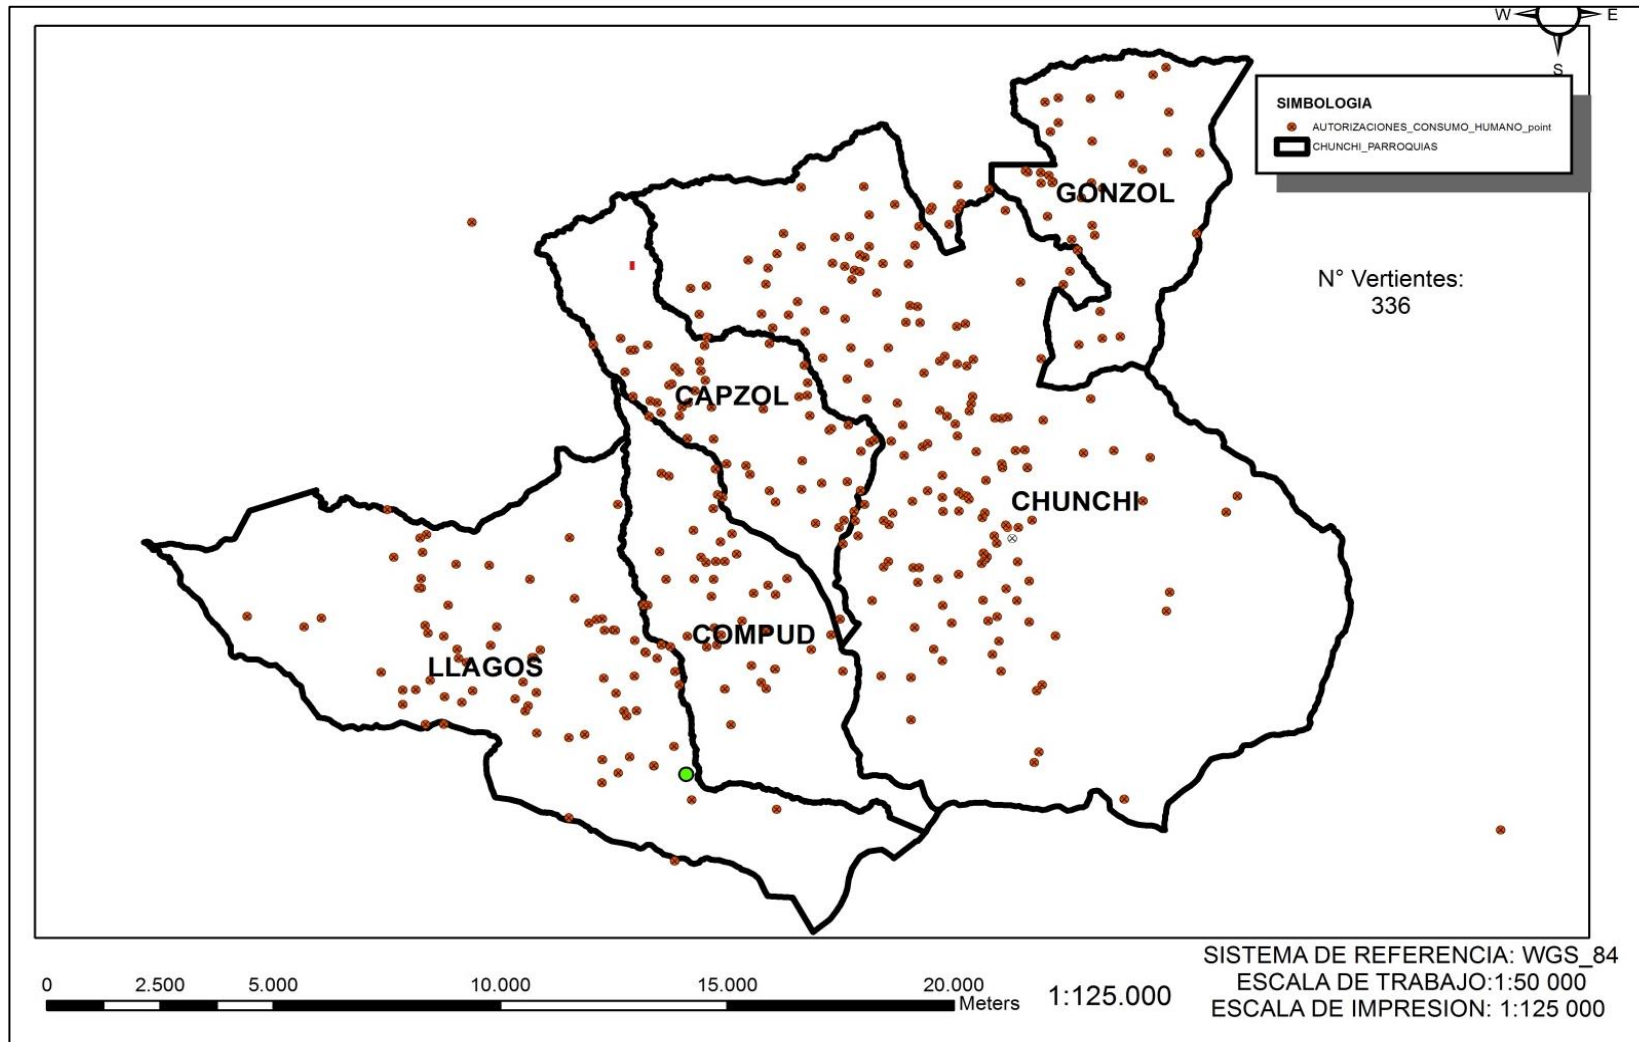 W E
S
SIMBOLOGIA
AUTORIZACIONES_CONSUMO_HUMANO_point
CHUNCHI_PARROQUIAS
GONZOL
N° Vertientes:
336
CAPZOL
CHUNCHI
COMPUD
LLAGOS
SISTEMA DE REFERENCIA: WGS_84
ESCALA DE TRABAJO:1:50 000
ESCALA DE IMPRESION: 1:125 000
0 2.500 5.000 10.000 15.000 20.000
Meters
1:125.000